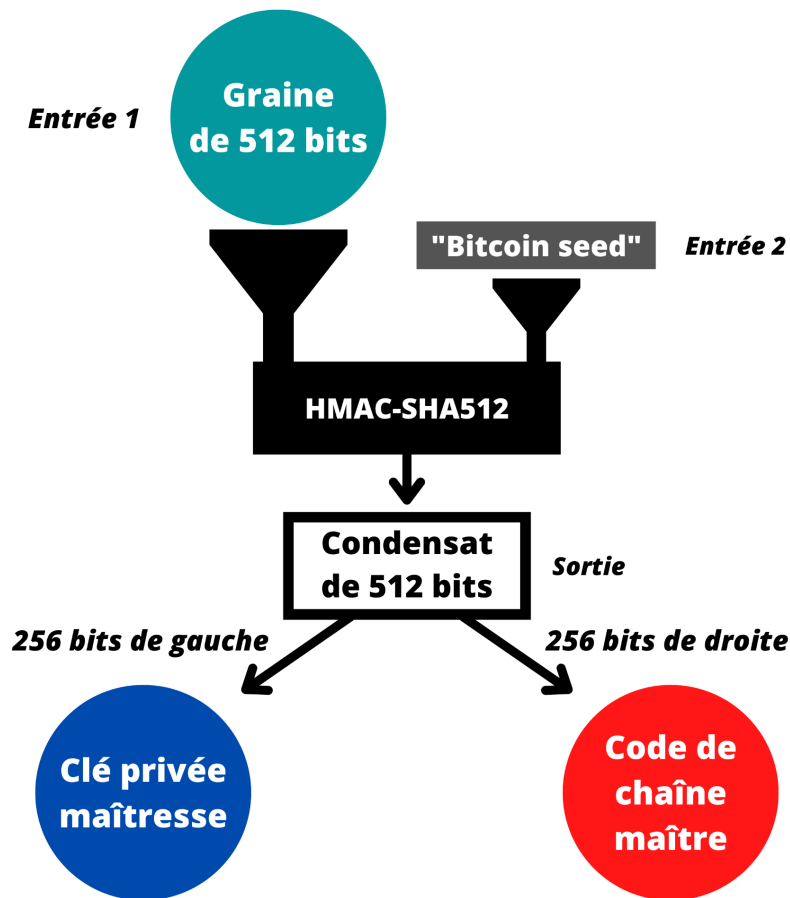 Graine
de 512 bits
Entrée 1
"Bitcoin seed"
Entrée 2
HMAC-SHA512
Condensat
de 512 bits
Sortie
256 bits de gauche
256 bits de droite
Clé privée
maîtresse
Code de
chaîne
maître